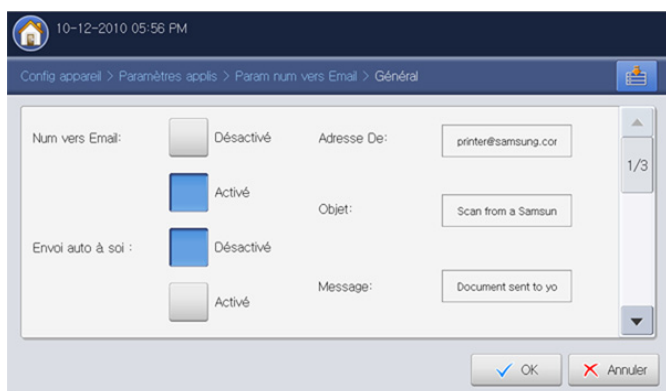 10-12-2010 05:56 PM
Config appareil > Paramètres applis > Param num vers Email > Général
Num vers Email:
Désactivé
Activé
Envoi auto à soi :
Désactivé
Activé
Adresse De:
printer@samsung.cor
Objet:
Scan from a Samsun
Message:
Document sent to yo
1/3
OK
Annuler